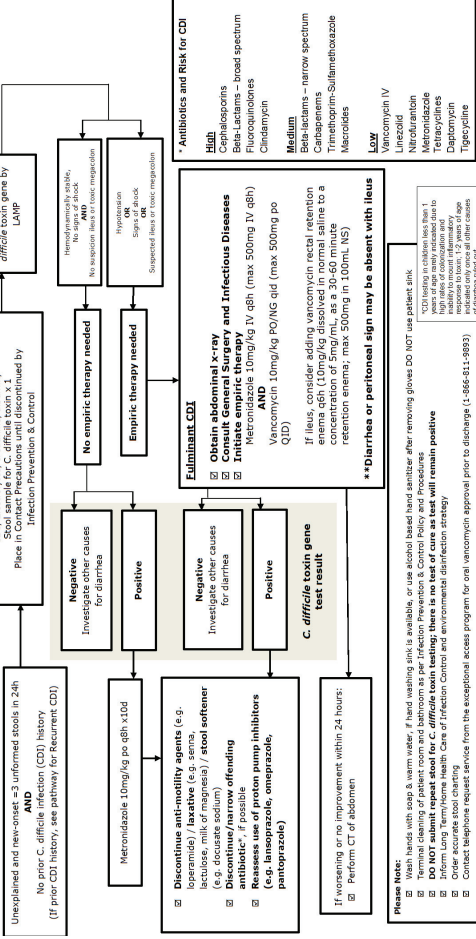 Unexplained and new-onset =3 unformed stools in 24h
AND
No prior C. difficile infection (CDI) history
(If prior CDI history, see pathway for Recurrent CDI)
Stool sample for C. difficile toxin x 1
Place in Contact Precautions until discontinued by
Infection Prevention & Control
difficile toxin gene by
LAMP
Hemodynamically stable,
No signs of shock
AND
No suspicion ileus or toxic megacolon
Hypotension
OR
Signs of shock
OR
Suspected ileus or toxic megacolon
No empiric therapy needed
Empiric therapy needed
Negative
Investigate other causes
for diarrhea
Positive
Negative
Investigate other causes
for diarrhea
Positive
C. difficile toxin gene
test result
Metronidazole 10mg/kg po q8h x10d
☑ Discontinue anti-motility agents (e.g.
loperamide) / laxative (e.g. senna,
lactulose, milk of magnesia) / stool softener
(e.g. docusate sodium)
☑ Discontinue/narrow offending
antibiotic*, if possible
☑ Reassess use of proton pump inhibitors
(e.g. lansoprazole, omeprazole,
pantoprazole)
Fulminant CDI
☑ Obtain abdominal x-ray
☑ Consult General Surgery and Infectious Diseases
☑ Initiate empiric therapy
Metronidazole 10mg/kg IV q8h (max 500mg IV q8h)
AND
Vancomycin 10mg/kg PO/NG qid (max 500mg po
QID)
If ileus, consider adding vancomycin rectal retention
enema q6h (10mg/kg dissolved in normal saline to a
concentration of 5mg/mL, as a 30-60 minute
retention enema; max 500mg in 100mL NS)
**Diarrhea or peritoneal sign may be absent with ileus
If worsening or no improvement within 24 hours:
☑ Perform CT of abdomen
* Antibiotics and Risk for CDI
High
Cephalosporins
Beta-Lactams – broad spectrum
Fluoroquinolones
Clindamycin
Medium
Beta-lactams – narrow spectrum
Carbapenems
Trimethoprim-Sulfamethoxazole
Macrolides
Low
Vancomycin IV
Linezolid
Nitrofurantoin
Metronidazole
Tetracyclines
Daptomycin
Tigecycline
Please Note:
☑ Wash hands with soap & warm water, if hand washing sink is available, or use alcohol based hand sanitizer after removing gloves DO NOT use patient sink
☑ Terminal cleaning of patient room and bathroom as per Infection Prevention & Control Policy and Procedures
☑ DO NOT submit repeat stool for C. difficile toxin testing; there is no test of cure as test will remain positive
☑ Inform Long Term/Home Health Care of Infection Control and environmental disinfection strategy
☑ Order accurate stool charting
☑ Contact telephone request service from the exceptional access program for oral vancomycin approval prior to discharge (1-866-811-9893)
*CDI testing in children less than 1
years of age rarely indicated due to
high rates of colonization and
inability to mount inflammatory
response to toxin, 1-2 years of age
indicated only once all other causes